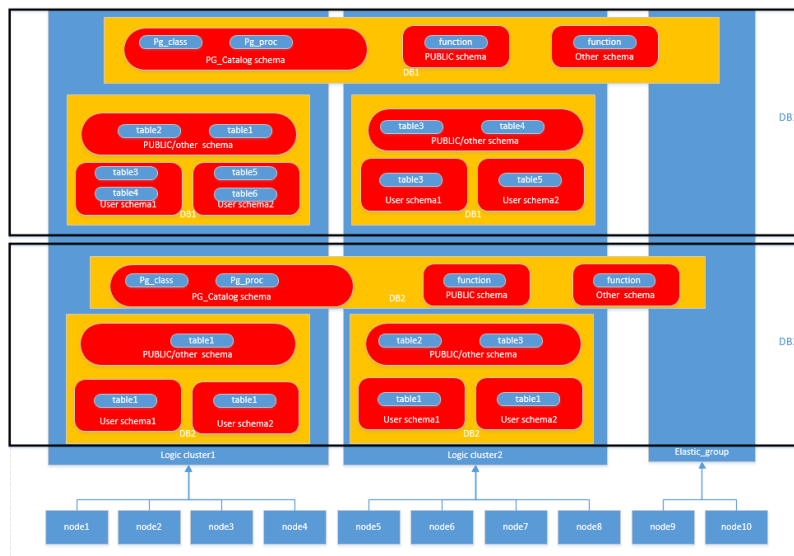 Pg_class
Pg_proc
PG_Catalog schema
function
PUBLIC schema
function
Other schema
DB1
table2
table1
PUBLIC/other schema
table3
table4
User schema1
table5
table6
User schema2
DB1
table3
table4
PUBLIC/other schema
table3
User schema1
table5
User schema2
DB1
Pg_class
Pg_proc
PG_Catalog schema
function
PUBLIC schema
function
Other schema
DB2
table1
PUBLIC/other schema
table1
User schema1
table1
User schema2
DB2
table2
table3
PUBLIC/other schema
table1
User schema1
table1
User schema2
DB2
Logic cluster1
Logic cluster2
Elastic_group
node1
node2
node3
node4
node5
node6
node7
node8
node9
node10